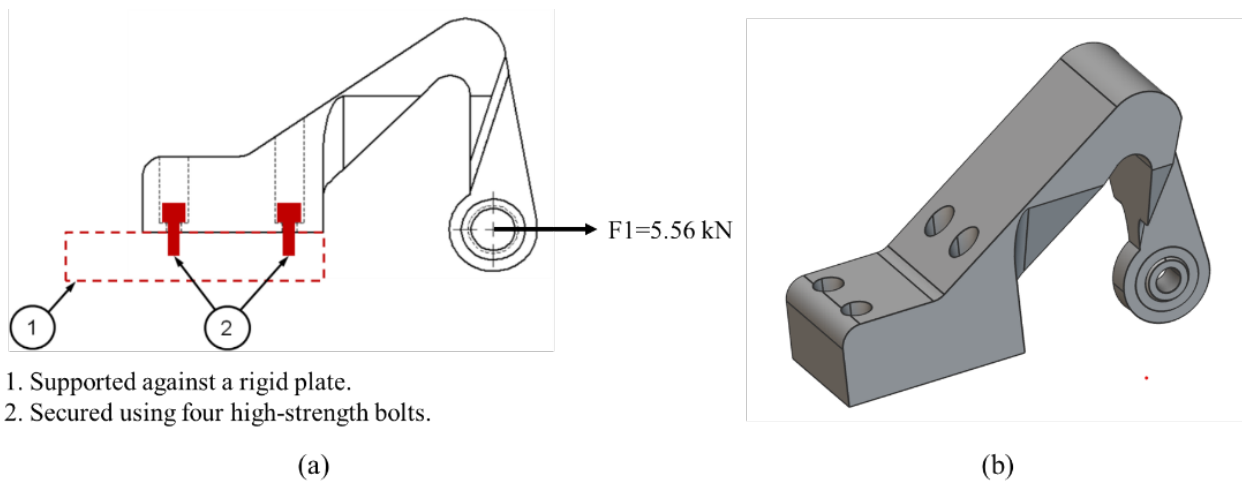 F1=5.56 kN
1
2
1. Supported against a rigid plate.
2. Secured using four high-strength bolts.
(a)
(b)